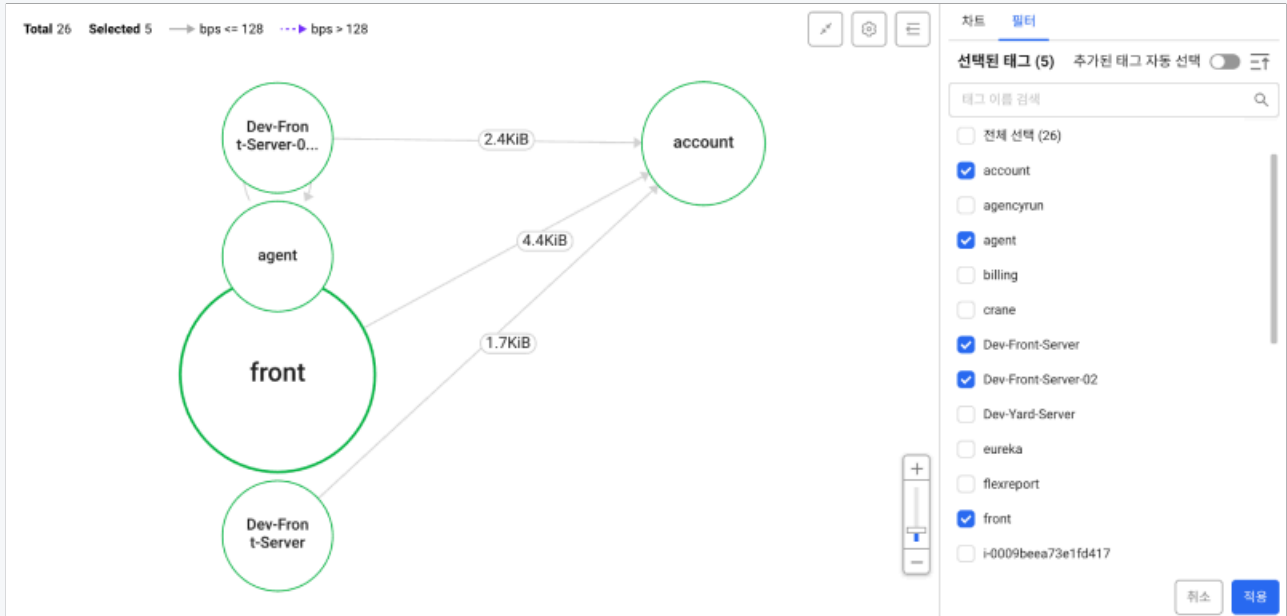 Total 26 Selected 5 bps <= 128 bps > 128
Dev-Fron
t-Server-0...
agent
front
Dev-Fron
t-Server
account
2.4KiB
4.4KiB
1.7KiB
차트 필터
선택된 태그 (5) 추가된 태그 자동 선택
태그 이름 검색
전체 선택 (26)
account
agencyrun
agent
billing
crane
Dev-Front-Server
Dev-Front-Server-02
Dev-Yard-Server
eureka
flexreport
front
i-0009beea73e1fd417
취소 적용